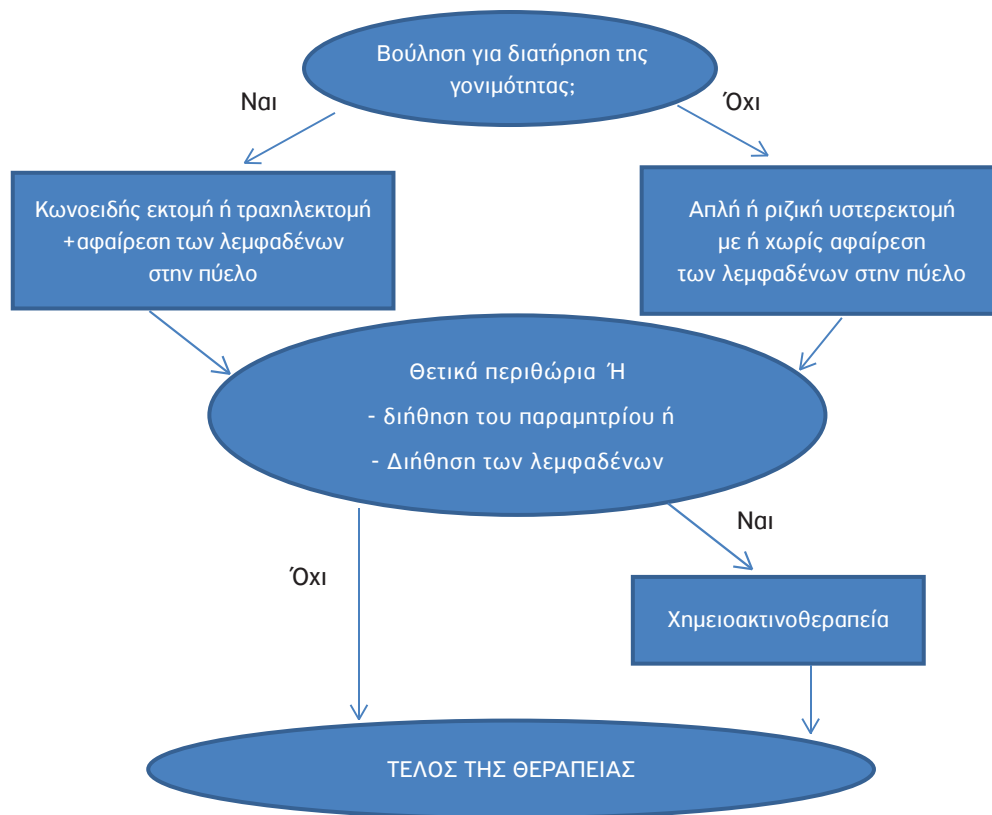 Βούληση για διατήρηση της
γονιμότητας;
Ναι
Όχι
Κωνοειδής εκτομή ή τραχηλεκτομή
+αφαίρεση των λεμφαδένων
στην πύελο
Απλή ή ριζική υστερεκτομή
με ή χωρίς αφαίρεση
των λεμφαδένων στην πύελο
Θετικά περιθώρια Ή
- διήθηση του παραμητρίου ή
- Διήθηση των λεμφαδένων
Ναι
Όχι
Χημειοακτινοθεραπεία
ΤΕΛΟΣ ΤΗΣ ΘΕΡΑΠΕΙΑΣ